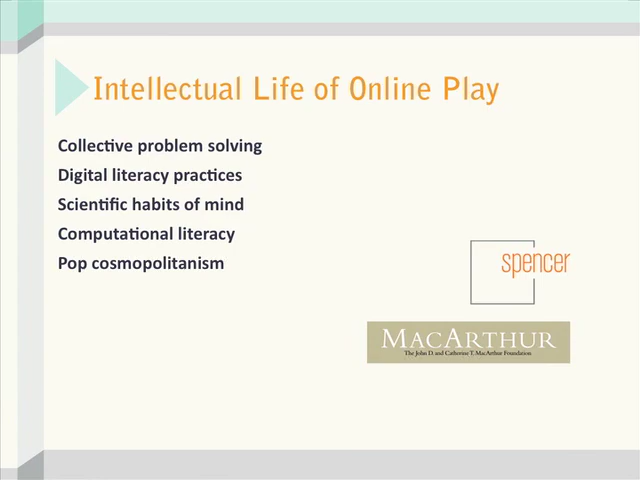 Intellectual Life of Online Play
Collective problem solving
Digital literacy practices
Scientific habits of mind
Computational literacy
Pop cosmopolitanism
spencer
MACARTHUR
The John D. and Catherine T. MacArthur Foundation